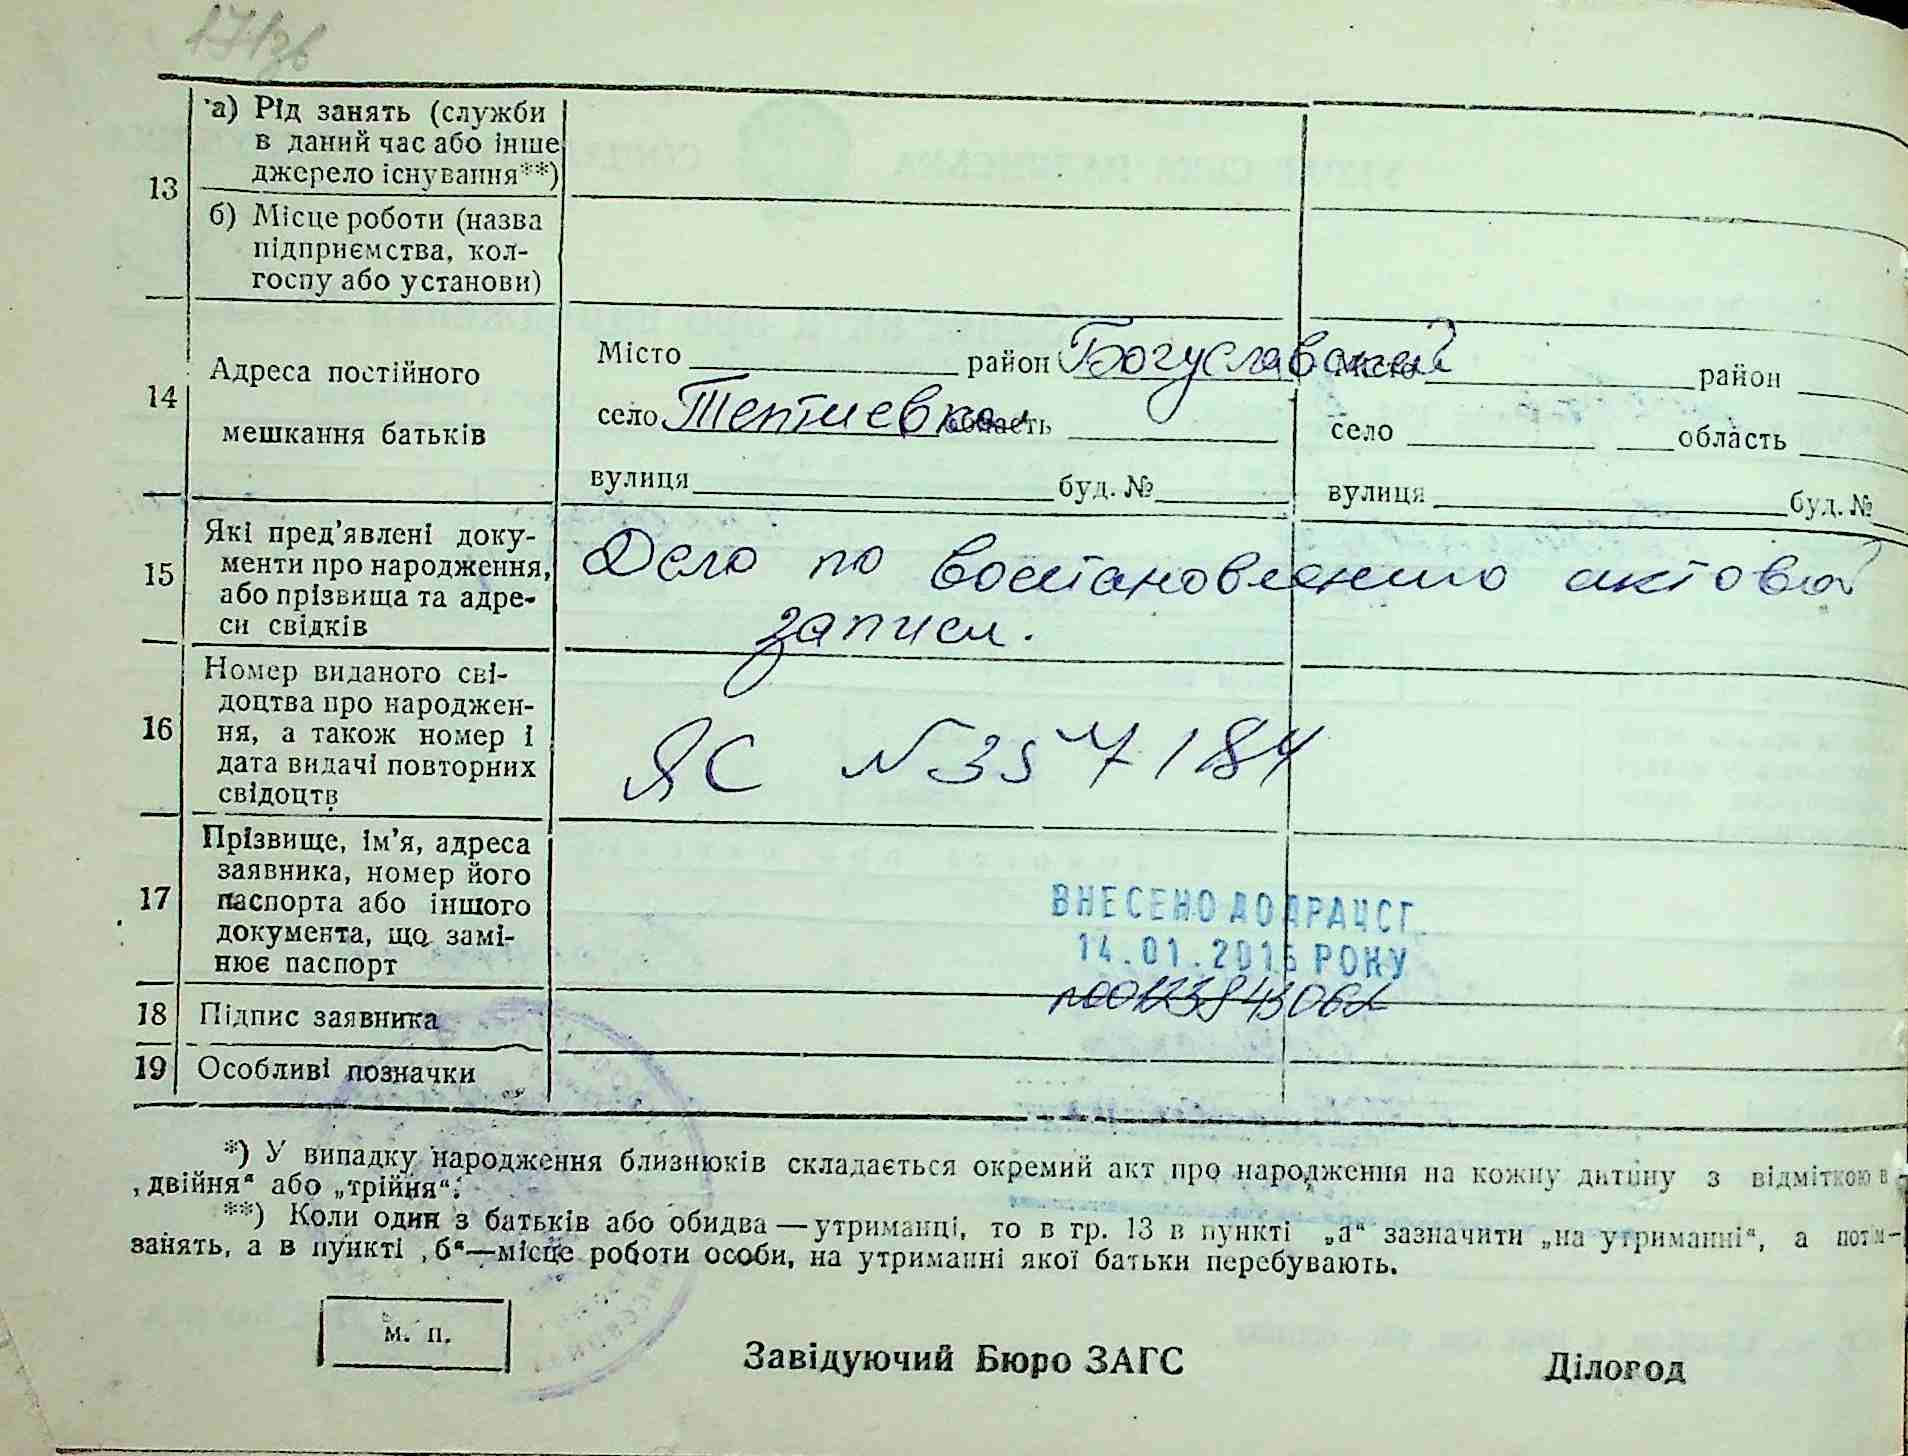 171зв
13
а) Рід занять (служби
в даний час або інше
джерело існування**)
б) Місце роботи (назва
підприємства, кол-
госпу або установи)
14
Адреса постійного
мешкання батьків
Місто район Богуславский
село Тептиевка область
вулиця буд. №
Місто район
село область
вулиця буд. №
15
Які пред'явлені доку-
менти про народження,
або прізвища та адре-
си свідків
Дело по востановлению актовой
записи.
16
Номер виданого сві-
доцтва про народжен-
ня, а також номер і
дата видачі повторних
свідоцтв
ЯС № 357184
17
Прізвище, ім'я, адреса
заявника, номер його
паспорта або іншого
документа, що замі-
нює паспорт
ВНЕСЕНО ДО ДРАЦСГ
14.01.2015 РОКУ
18 Підпис заявника
19 Особливі позначки
*) У випадку народження близнюків складається окремий акт про народження на кожну дитину з відміткою в
„двійня“ або „трійня“.
**) Коли один з батьків або обидва — утриманці, то в гр. 13 в пункті „а“ зазначити „на утриманні“, а
занять, а в пункті „б“—місце роботи особи, на утриманні якої батьки перебувають.
м. п.
Завідуючий Бюро ЗАГС
Діловод